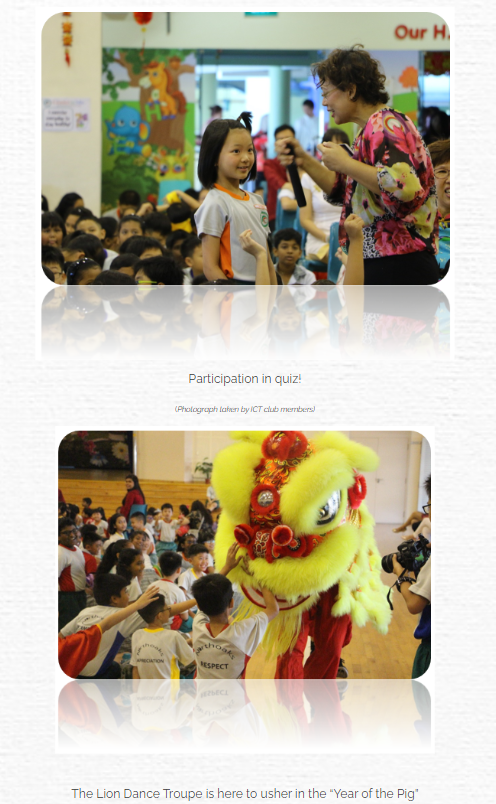 Our H
Participation in quiz!
(Photograph taken by ICT club members)
RESPECT
The Lion Dance Troupe is here to usher in the “Year of the Pig”